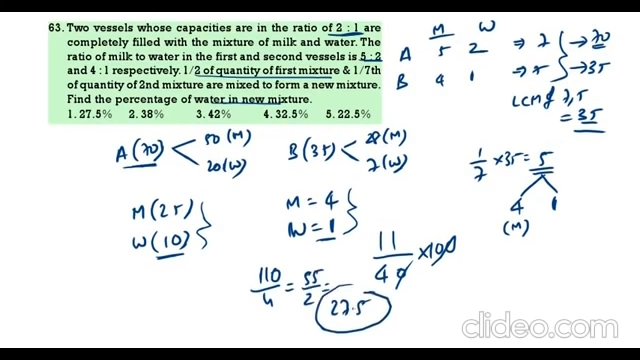 63. Two vessels whose capacities are in the ratio of 2 : 1 are
completely filled with the mixture of milk and water. The
ratio of milk to water in the first and second vessels is 5 : 2
and 4 : 1 respectively. 1/2 of quantity of first mixture & 1/7th
of quantity of 2nd mixture are mixed to form a new mixture.
Find the percentage of water in new mixture.
1. 27.5% 2. 38% 3. 42% 4. 32.5% 5. 22.5%
M W
A 5 2 ⇒ 7 → 70
B 4 1 ⇒ 5 → 35
LCM of 7,5
= 35
A (70) 50 (M)
20 (W)
B (35) 28 (M)
7 (W)
1/7 × 35 = 5
4 1
(M)
M (25)
W (10)
M = 4
W = 1
11/40 × 100
110/4 = 55/2 =
27.5
clideo.com